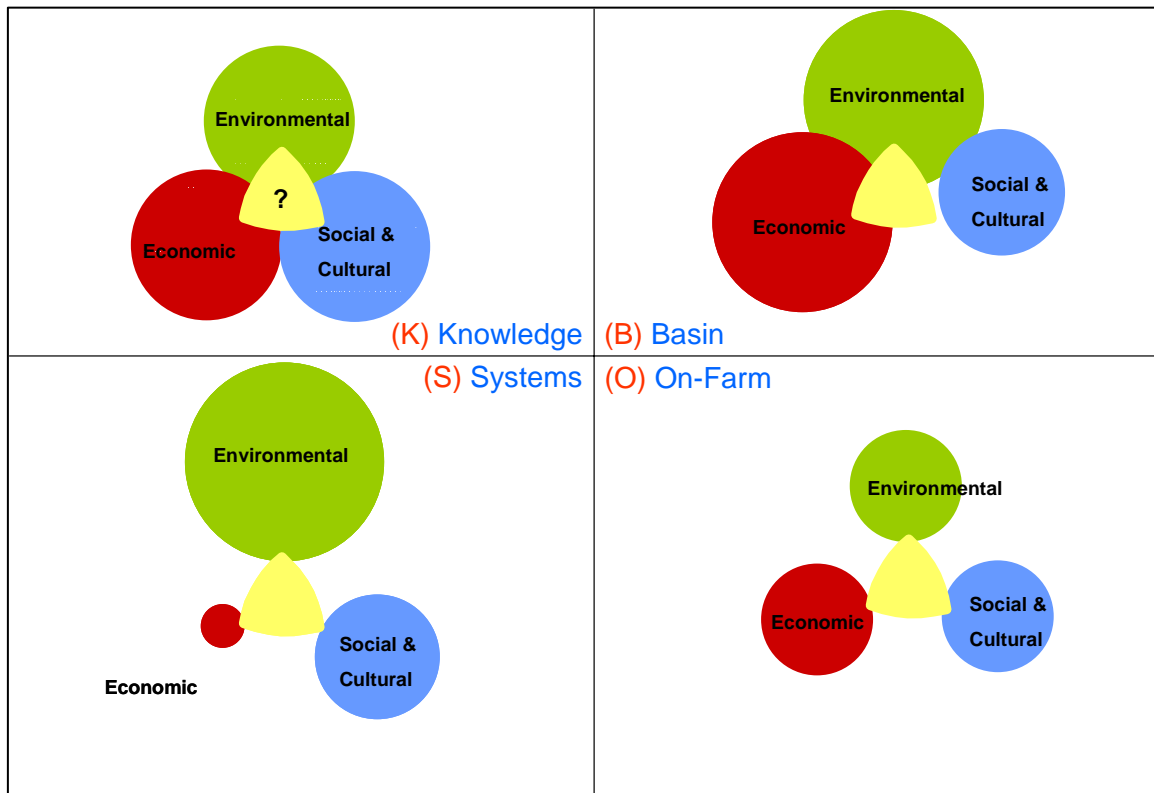 Environmental
?
Economic
Social &
Cultural
(K) Knowledge
Environmental
Social &
Cultural
Economic
(B) Basin
(S) Systems
Environmental
Social &
Cultural
Economic
(O) On-Farm
Environmental
Social &
Economic
Cultural